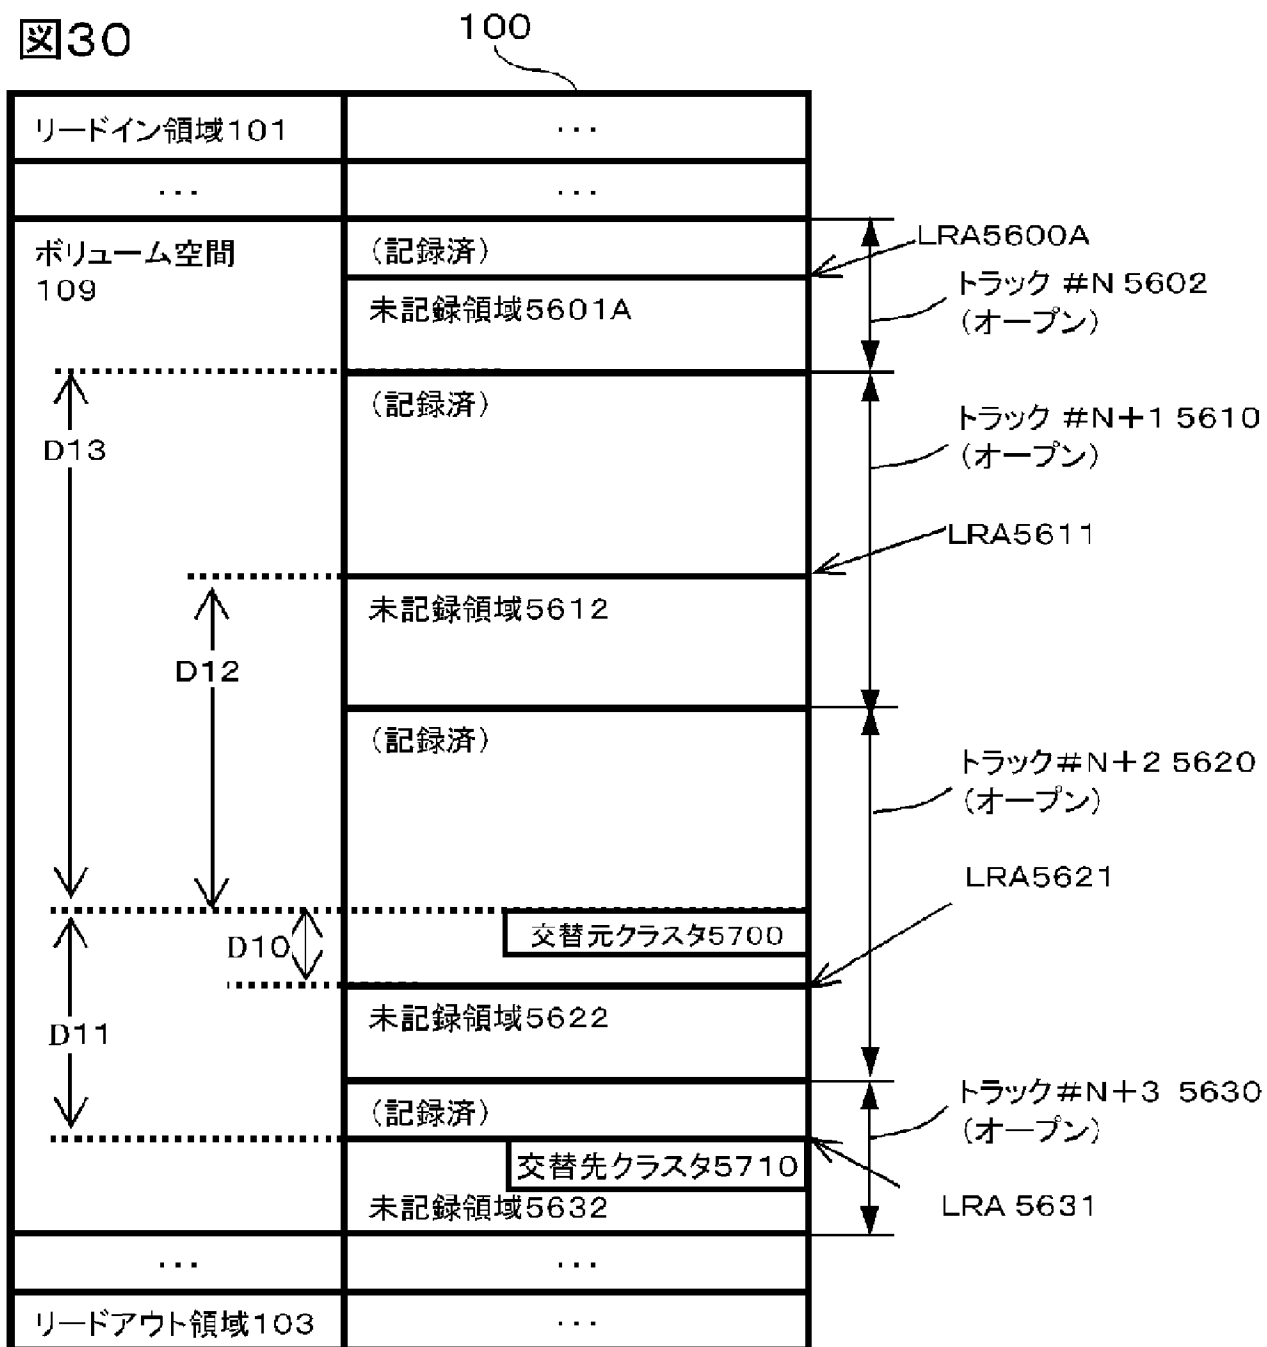 図30
100
リードイン領域101
...
...
...
ボリューム空間
109
(記録済)
LRA5600A
未記録領域5601A
トラック #N 5602
(オープン)
(記録済)
トラック #N+1 5610
(オープン)
D13
LRA5611
未記録領域5612
D12
(記録済)
トラック#N+2 5620
(オープン)
LRA5621
交替元クラスタ5700
D10
未記録領域5622
D11
(記録済)
トラック#N+3 5630
(オープン)
交替先クラスタ5710
未記録領域5632
LRA 5631
...
...
リードアウト領域103
...